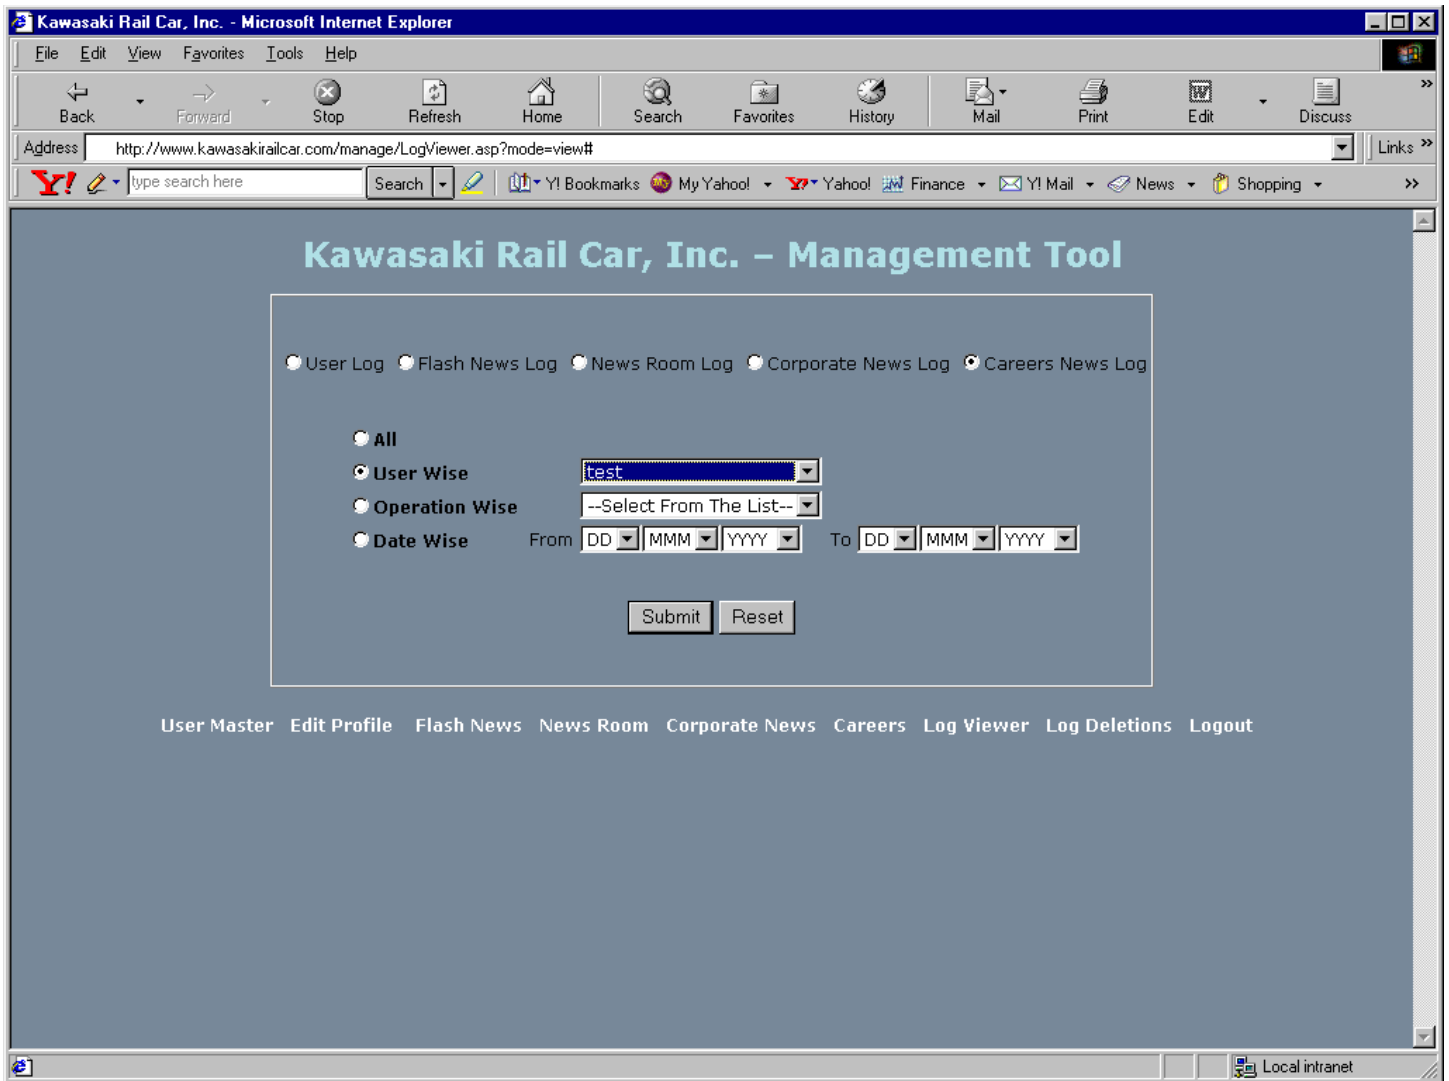 Kawasaki Rail Car, Inc. - Microsoft Internet Explorer
File Edit View Favorites Tools Help
Back Forward Stop Refresh Home Search Favorites History Mail Print Edit Discuss »
Address http://www.kawasakirailcar.com/manage/LogViewer.asp?mode=view# Links »
Y! type search here Search Y! Bookmarks My Yahoo! Yahoo! Finance Y! Mail News Shopping »
Kawasaki Rail Car, Inc. – Management Tool
User Log Flash News Log News Room Log Corporate News Log Careers News Log
All
User Wise test
Operation Wise --Select From The List--
Date Wise From DD MMM YYYY To DD MMM YYYY
Submit Reset
User Master Edit Profile Flash News News Room Corporate News Careers Log Viewer Log Deletions Logout
Local intranet